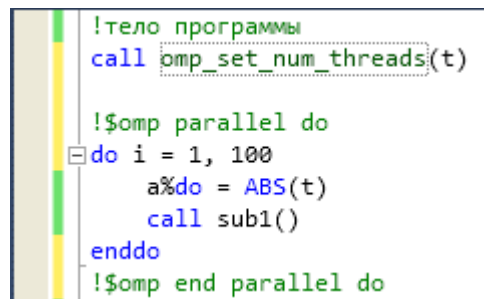 !тело программы
call omp_set_num_threads(t)
!$omp parallel do
do i = 1, 100
a%do = ABS(t)
call sub1()
enddo
!$omp end parallel do